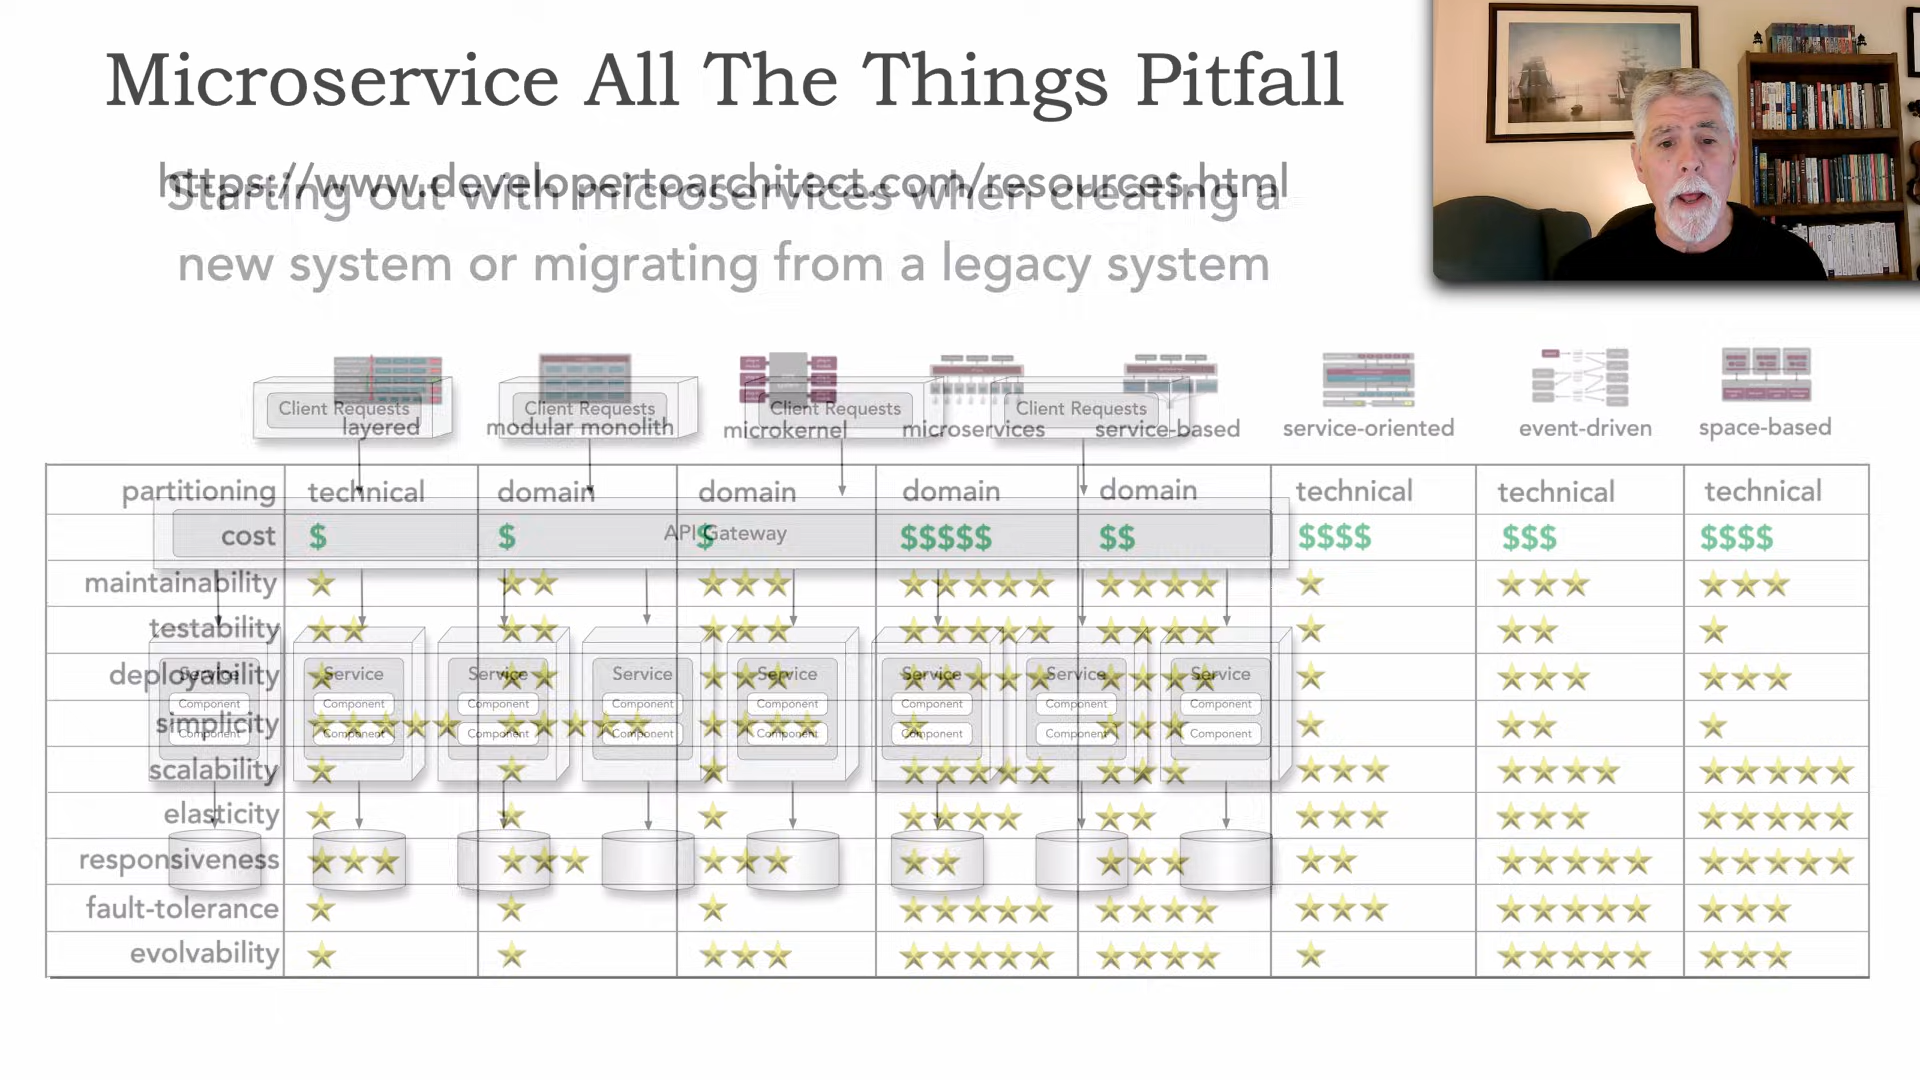 Microservice All The Things Pitfall
https://www.developertoarchitect.com/resources.html
Starting out with microservices when creating a
new system or migrating from a legacy system
Client Requests Client Requests Client Requests Client Requests
layered modular monolith microkernel microservices service-based service-oriented event-driven space-based
partitioning technical domain domain domain domain technical technical technical
cost $ $ $ $$$$$ $$ $$$$ $$$ $$$$
API Gateway
maintainability
testability
deployability
Service Service Service Service Service Service Service Service
Component Component Component Component Component Component Component Component
simplicity
Component Component Component Component Component Component Component Component
scalability
elasticity
responsiveness
fault-tolerance
evolvability